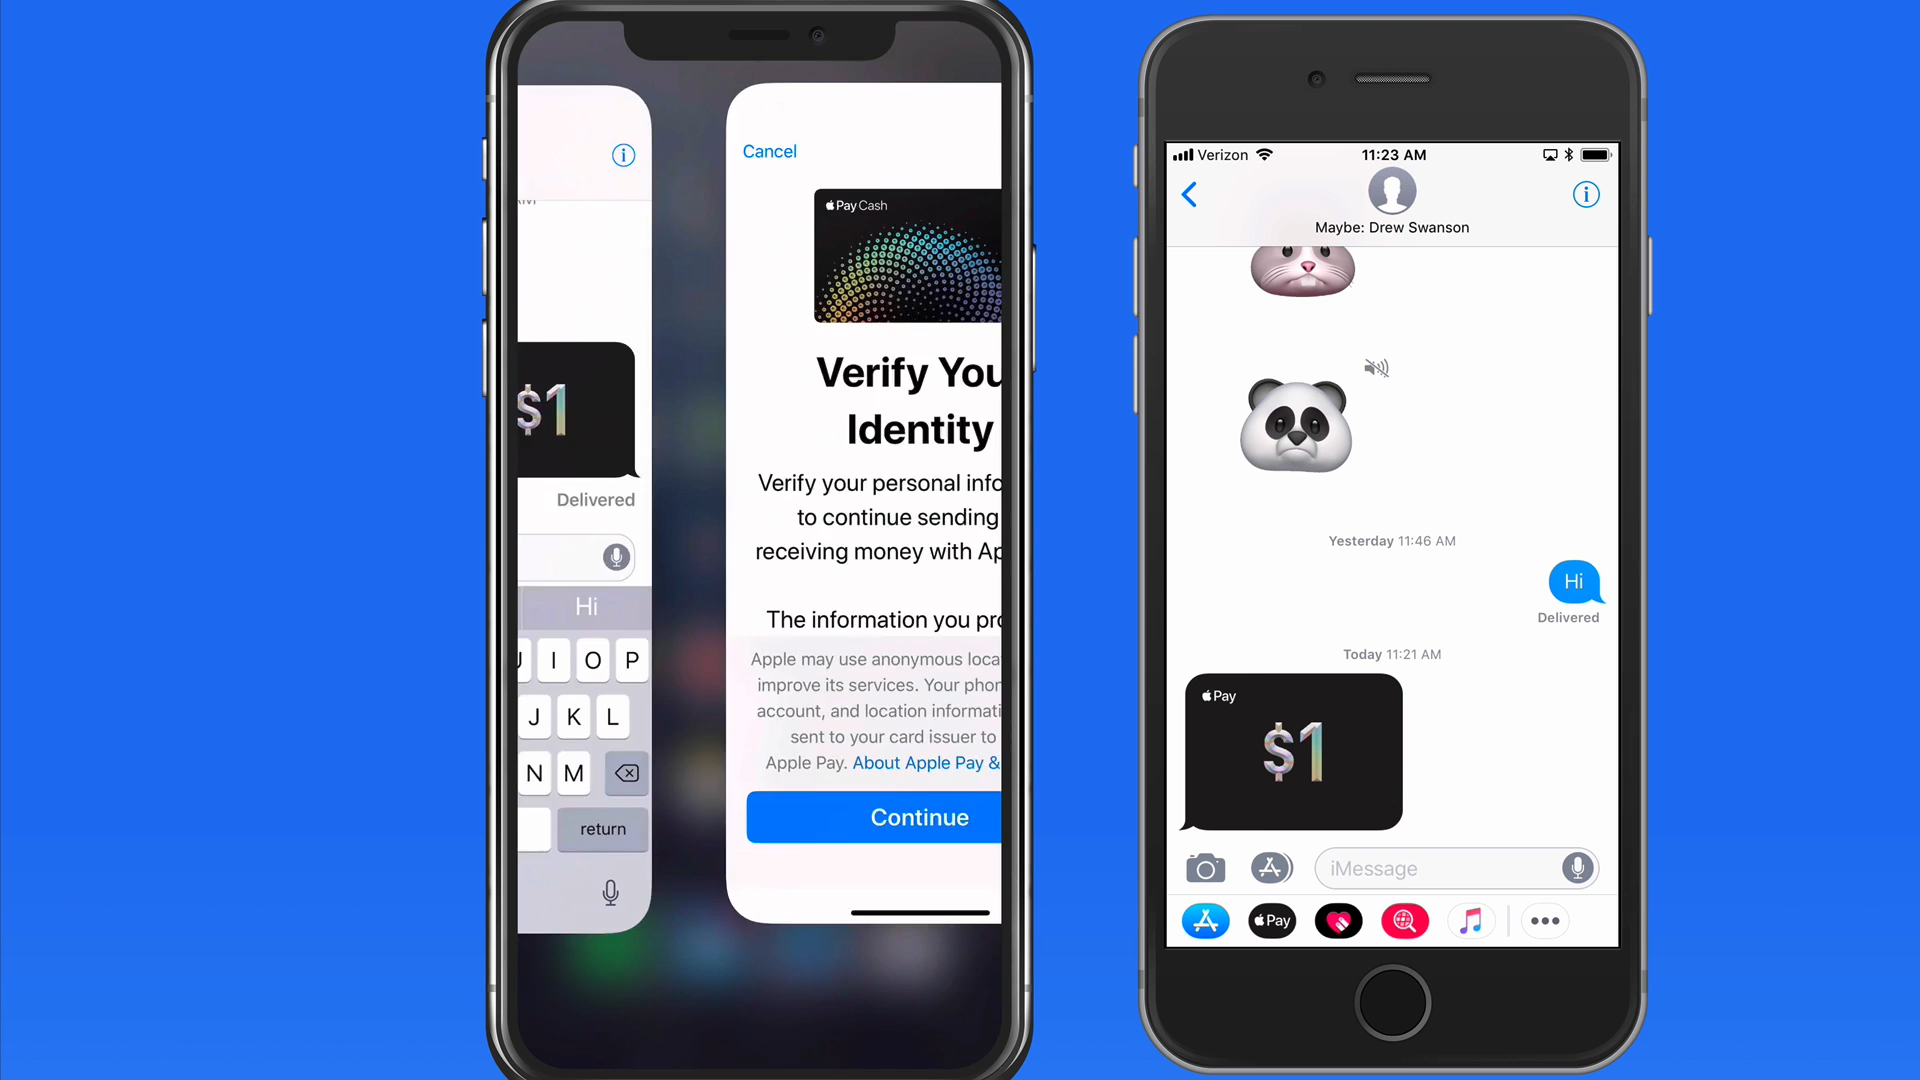 $1
Delivered
Hi
I O P
J K L
N M
return
Cancel
Pay Cash
Verify You
Identity
Verify your personal info
to continue sending
receiving money with Ap
The information you pro
Apple may use anonymous loca
improve its services. Your phon
account, and location informati
sent to your card issuer to
Apple Pay. About Apple Pay &
Continue
Verizon 11:23 AM
Maybe: Drew Swanson
Yesterday 11:46 AM
Hi
Delivered
Today 11:21 AM
Pay
$1
iMessage
Pay